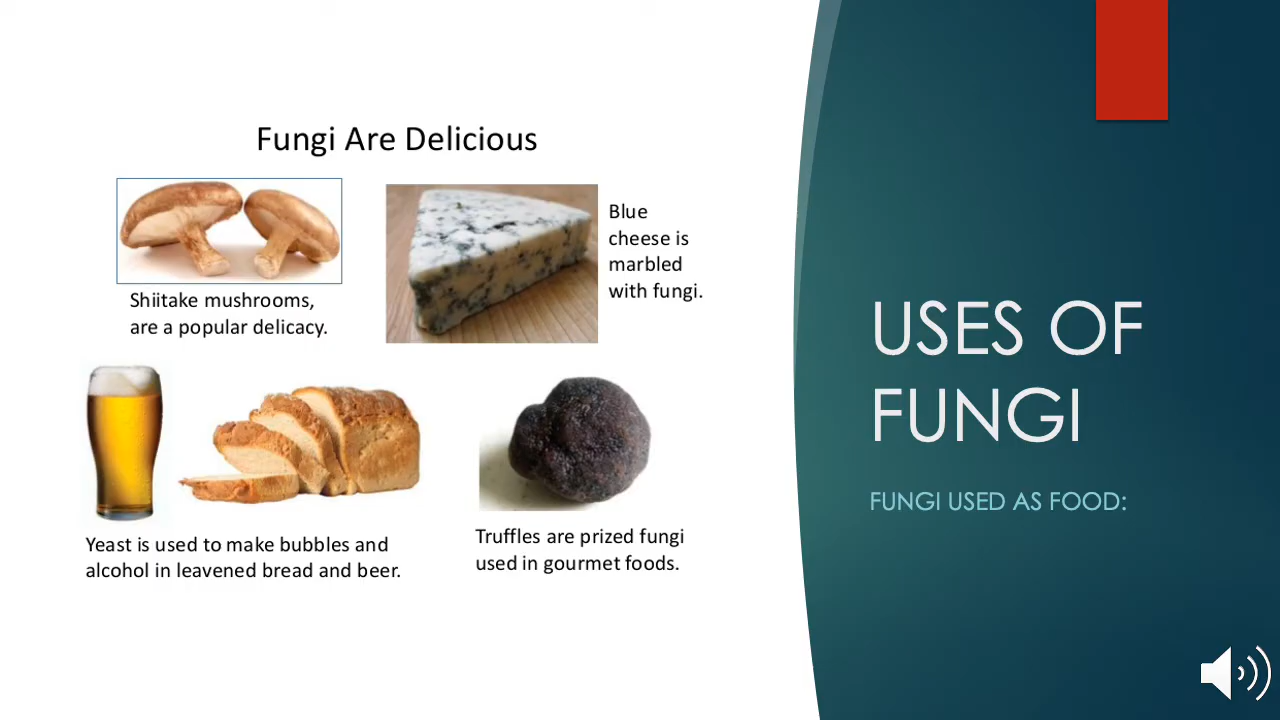 Fungi Are Delicious
Shiitake mushrooms,
are a popular delicacy.
Blue
cheese is
marbled
with fungi.
Yeast is used to make bubbles and
alcohol in leavened bread and beer.
Truffles are prized fungi
used in gourmet foods.
USES OF
FUNGI
FUNGI USED AS FOOD: